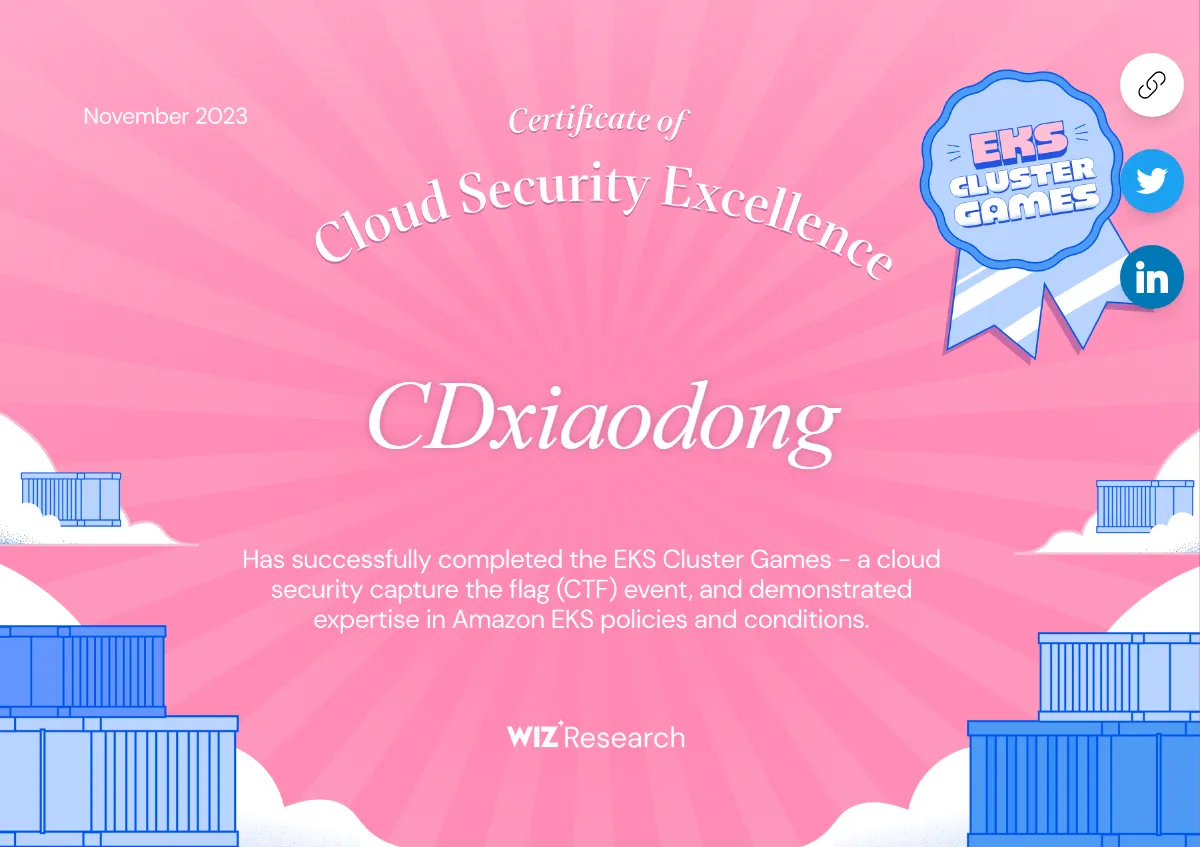 November 2023
Certificate of
Cloud Security Excellence
EKS
CLUSTER
GAMES
in
CDxiaodong
Has successfully completed the EKS Cluster Games – a cloud
security capture the flag (CTF) event, and demonstrated
expertise in Amazon EKS policies and conditions.
WIZ Research